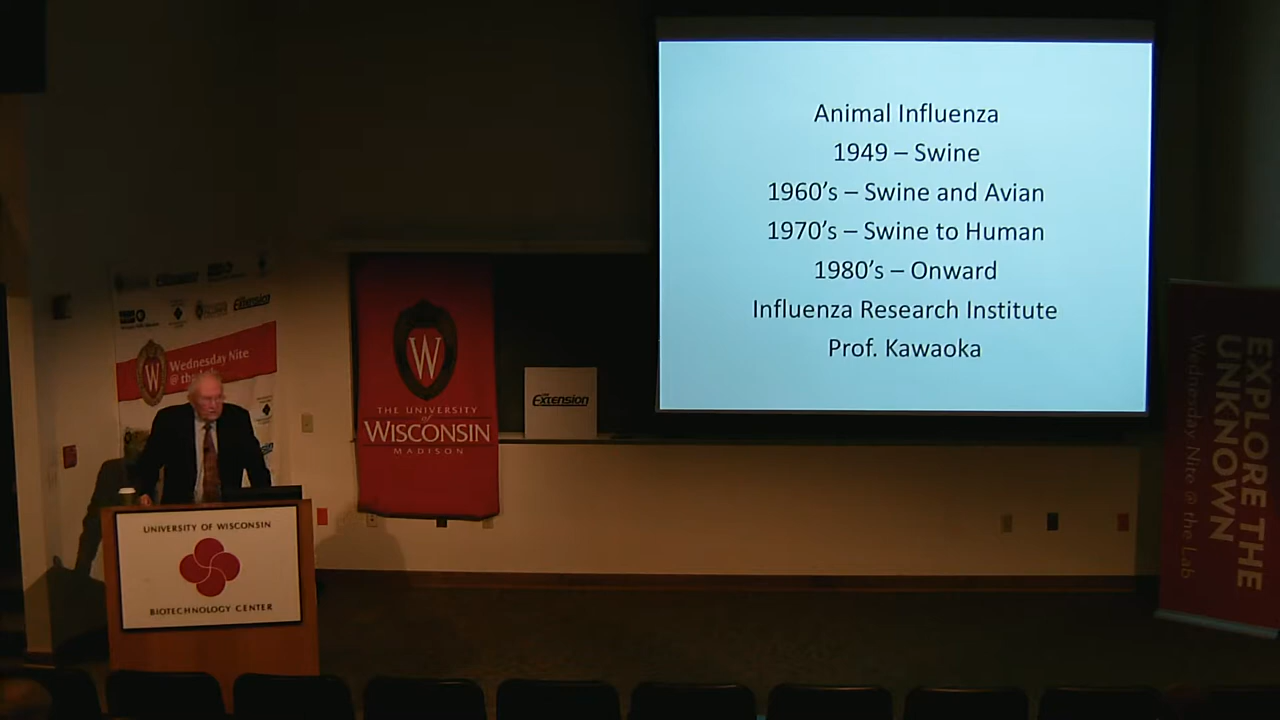 Animal Influenza
1949 – Swine
1960’s – Swine and Avian
1970’s – Swine to Human
1980’s – Onward
Influenza Research Institute
Prof. Kawaoka
Wednesday Nite
@ the
W
W
THE UNIVERSITY
of
WISCONSIN
MADISON
Extension
Extension
UNIVERSITY OF WISCONSIN
BIOTECHNOLOGY CENTER
EXPLORE THE
UNKNOWN
Wednesday Nite @ the Lab